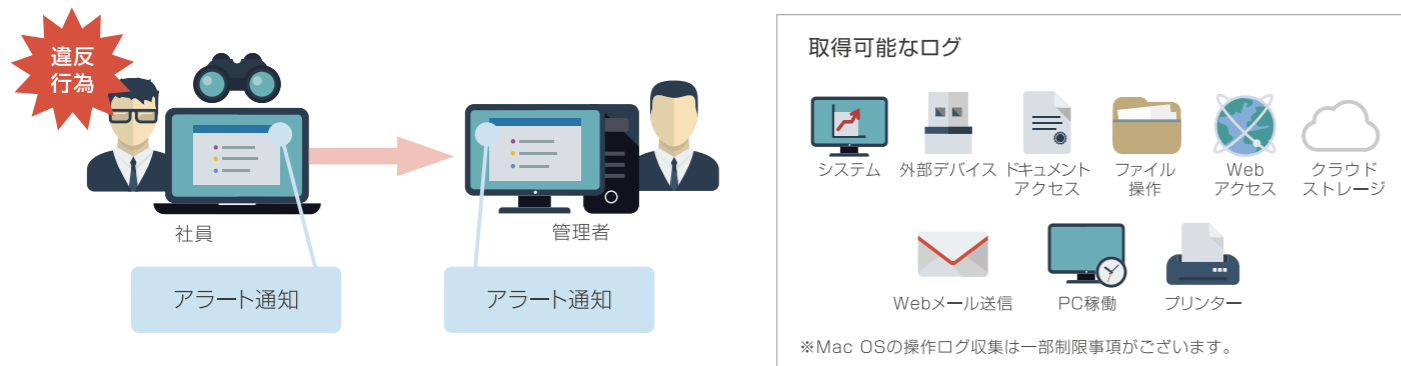 違反
行為
社員
管理者
アラート通知
アラート通知
取得可能なログ
システム
外部デバイス
ドキュメント
アクセス
ファイル
操作
Web
アクセス
クラウド
ストレージ
Webメール送信
PC稼働
プリンター
※Mac OSの操作ログ収集は一部制限事項がございます。